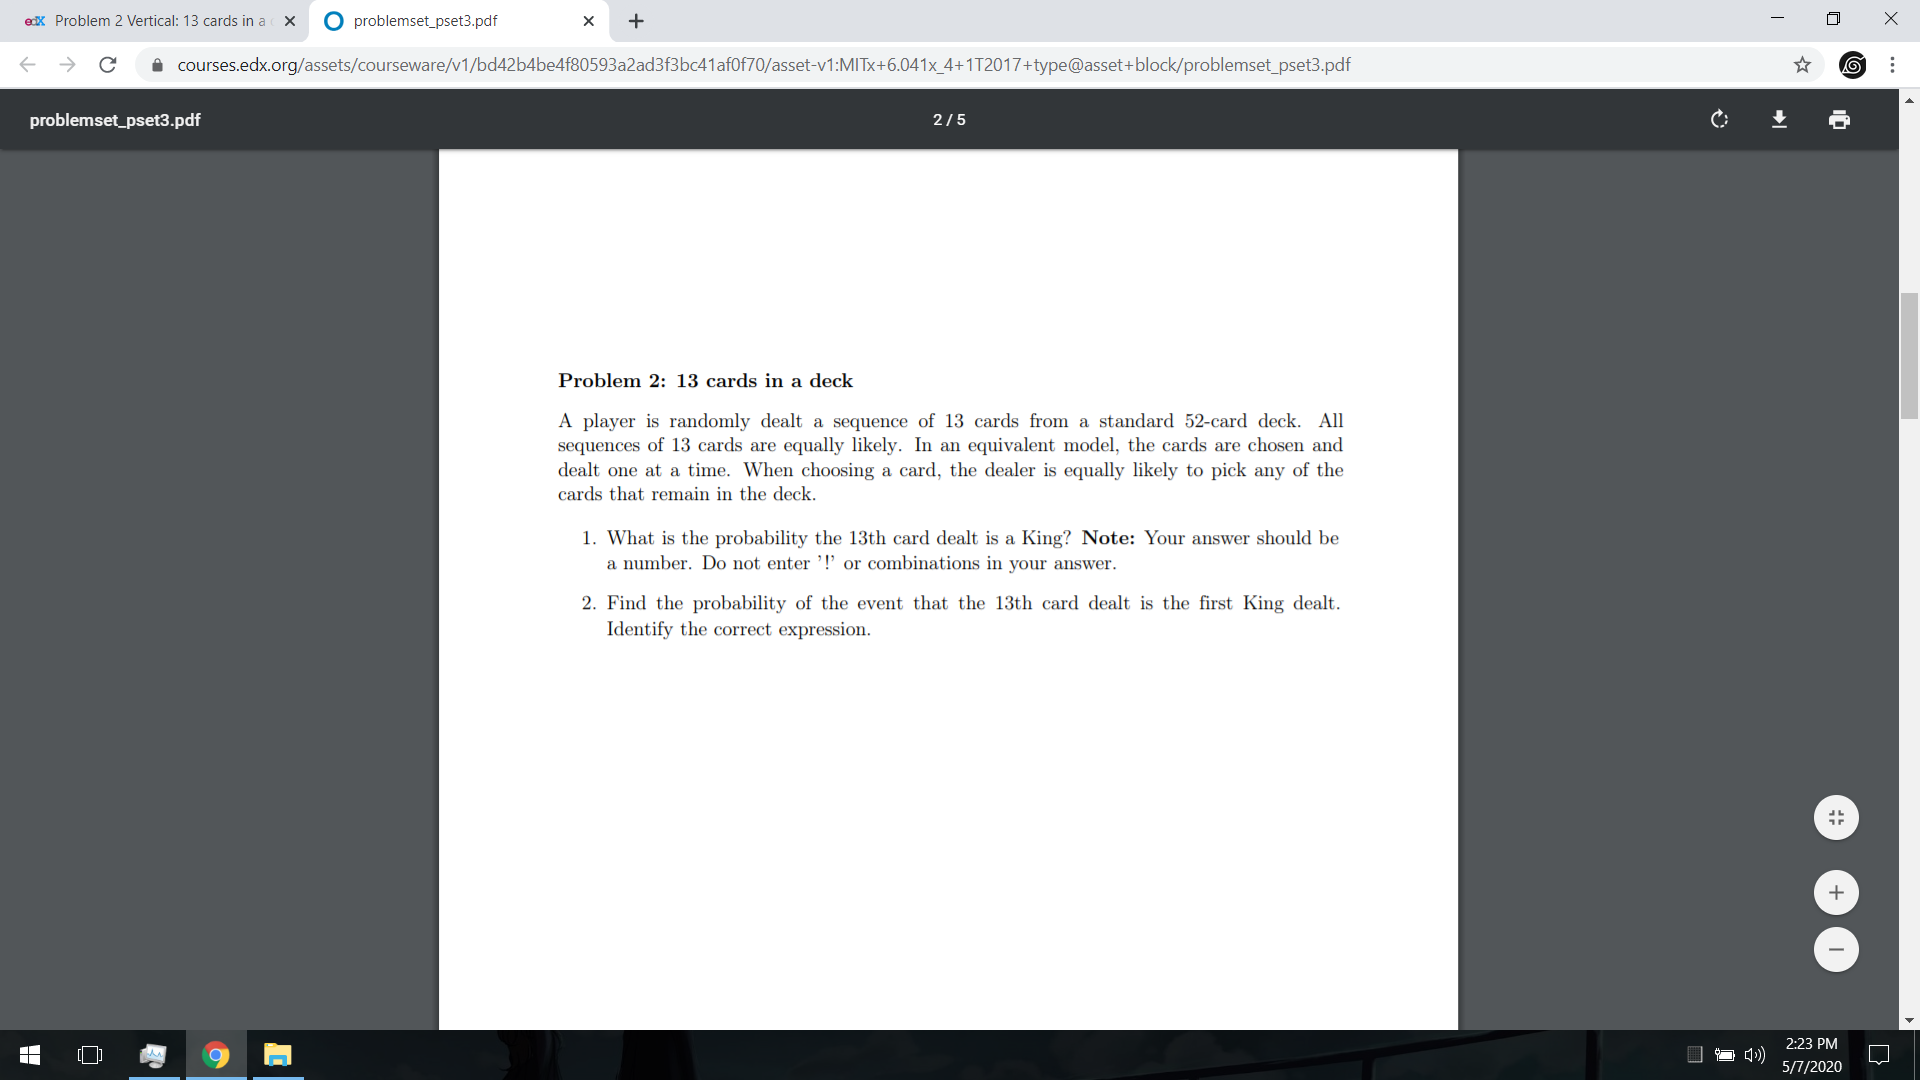 edX Problem 2 Vertical: 13 cards in a
problemset_pset3.pdf
courses.edx.org/assets/courseware/v1/bd42b4be4f80593a2ad3f3bc41af0f70/asset-v1:MITx+6.041x_4+1T2017+type@asset+block/problemset_pset3.pdf
problemset_pset3.pdf
2 / 5
Problem 2: 13 cards in a deck
A player is randomly dealt a sequence of 13 cards from a standard 52-card deck. All
sequences of 13 cards are equally likely. In an equivalent model, the cards are chosen and
dealt one at a time. When choosing a card, the dealer is equally likely to pick any of the
cards that remain in the deck.
1. What is the probability the 13th card dealt is a King? Note: Your answer should be
a number. Do not enter '!' or combinations in your answer.
2. Find the probability of the event that the 13th card dealt is the first King dealt.
Identify the correct expression.
2:23 PM
5/7/2020